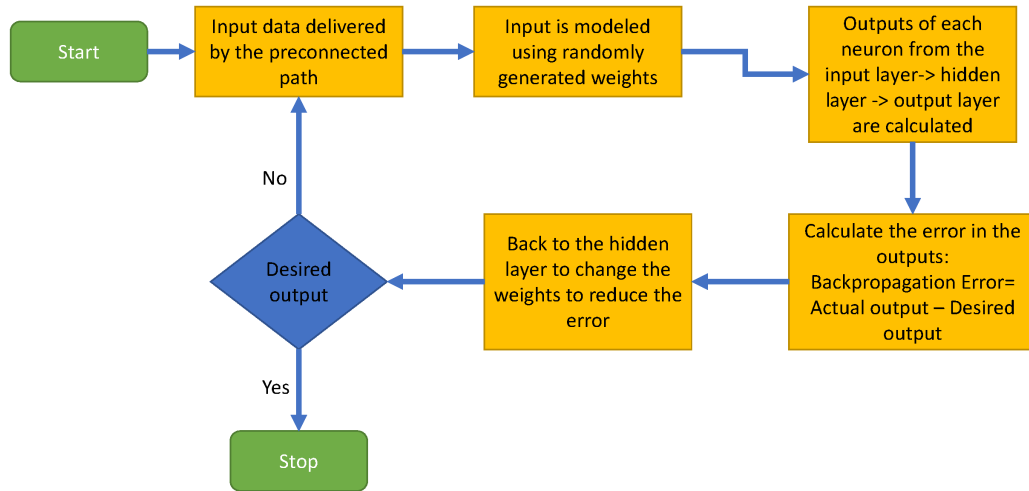 Start
Input data delivered
by the preconnected
path
Input is modeled
using randomly
generated weights
Outputs of each
neuron from the
input layer-> hidden
layer -> output layer
are calculated
Calculate the error in the
outputs:
Backpropagation Error=
Actual output – Desired
output
Back to the hidden
layer to change the
weights to reduce the
error
Desired
output
No
Yes
Stop